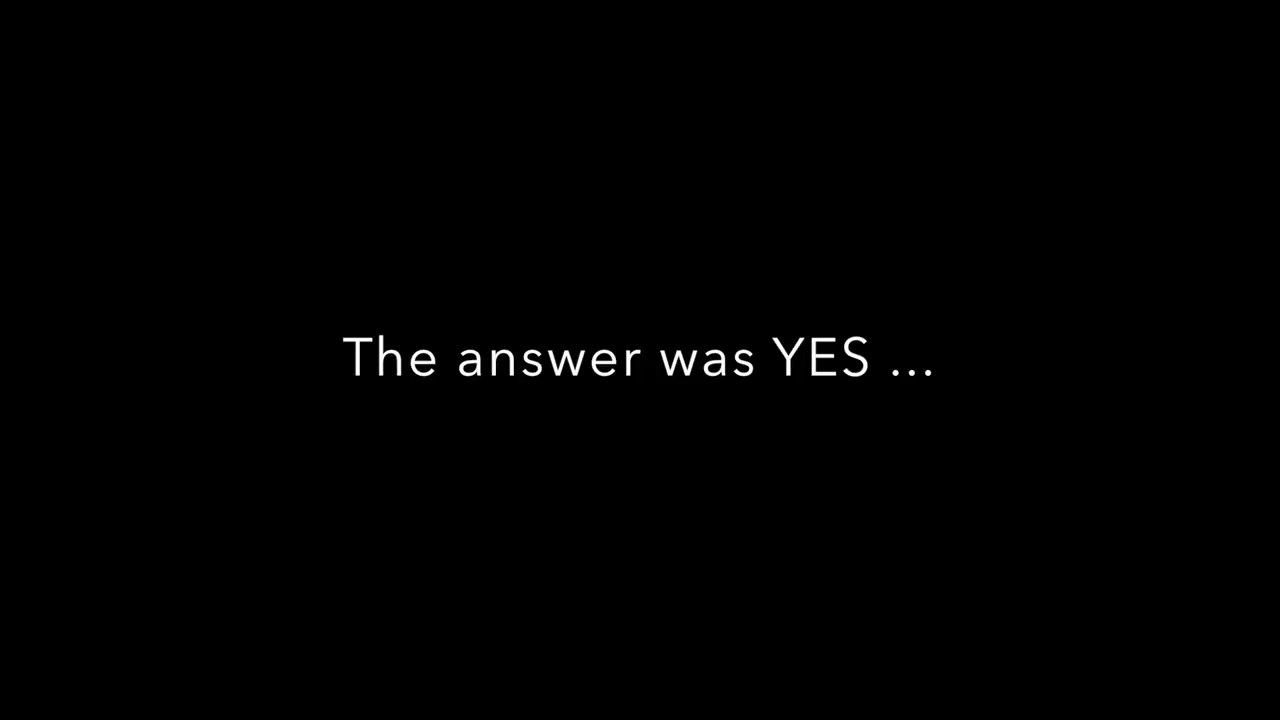 The answer was YES ...